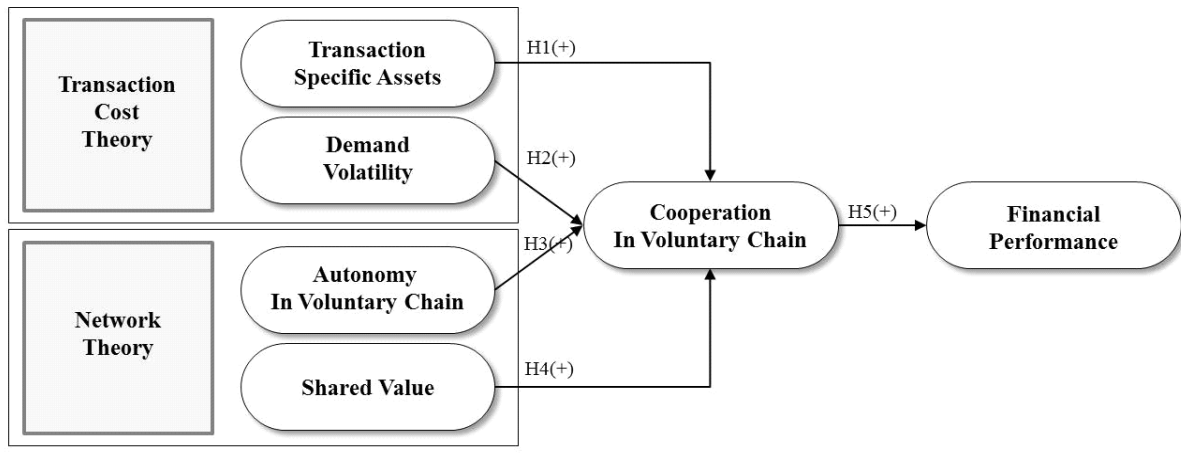 Transaction
Cost
Theory
Transaction
Specific Assets
Demand
Volatility
H1(+)
H2(+)
Network
Theory
Autonomy
In Voluntary Chain
Shared Value
H3(+)
H4(+)
Cooperation
In Voluntary Chain
H5(+)
Financial
Performance